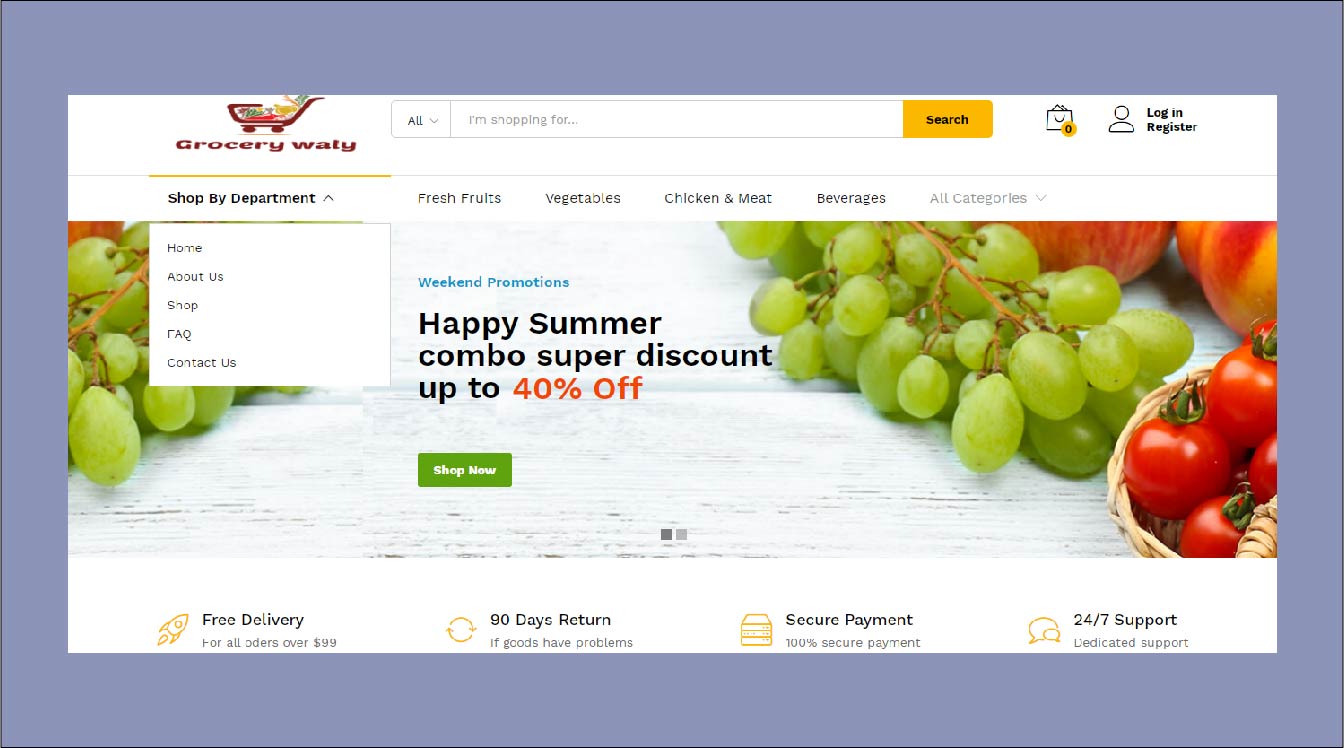 Grocery waly
All
I'm shopping for...
Search
0
Log in
Register
Shop By Department
Fresh Fruits
Vegetables
Chicken & Meat
Beverages
All Categories
Home
About Us
Shop
FAQ
Contact Us
Weekend Promotions
Happy Summer
combo super discount
up to 40% Off
Shop Now
Free Delivery
For all oders over $99
90 Days Return
If goods have problems
Secure Payment
100% secure payment
24/7 Support
Dedicated support